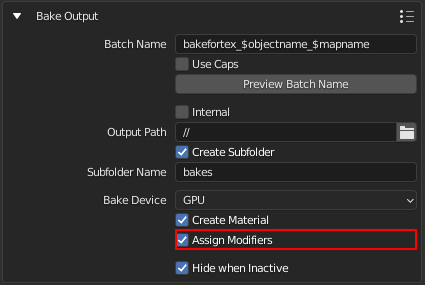 Bake Output
Batch Name bakefortex_$objectname_$mapname
Use Caps
Preview Batch Name
Internal
Output Path //
Create Subfolder
Subfolder Name bakes
Bake Device GPU
Create Material
Assign Modifiers
Hide when Inactive